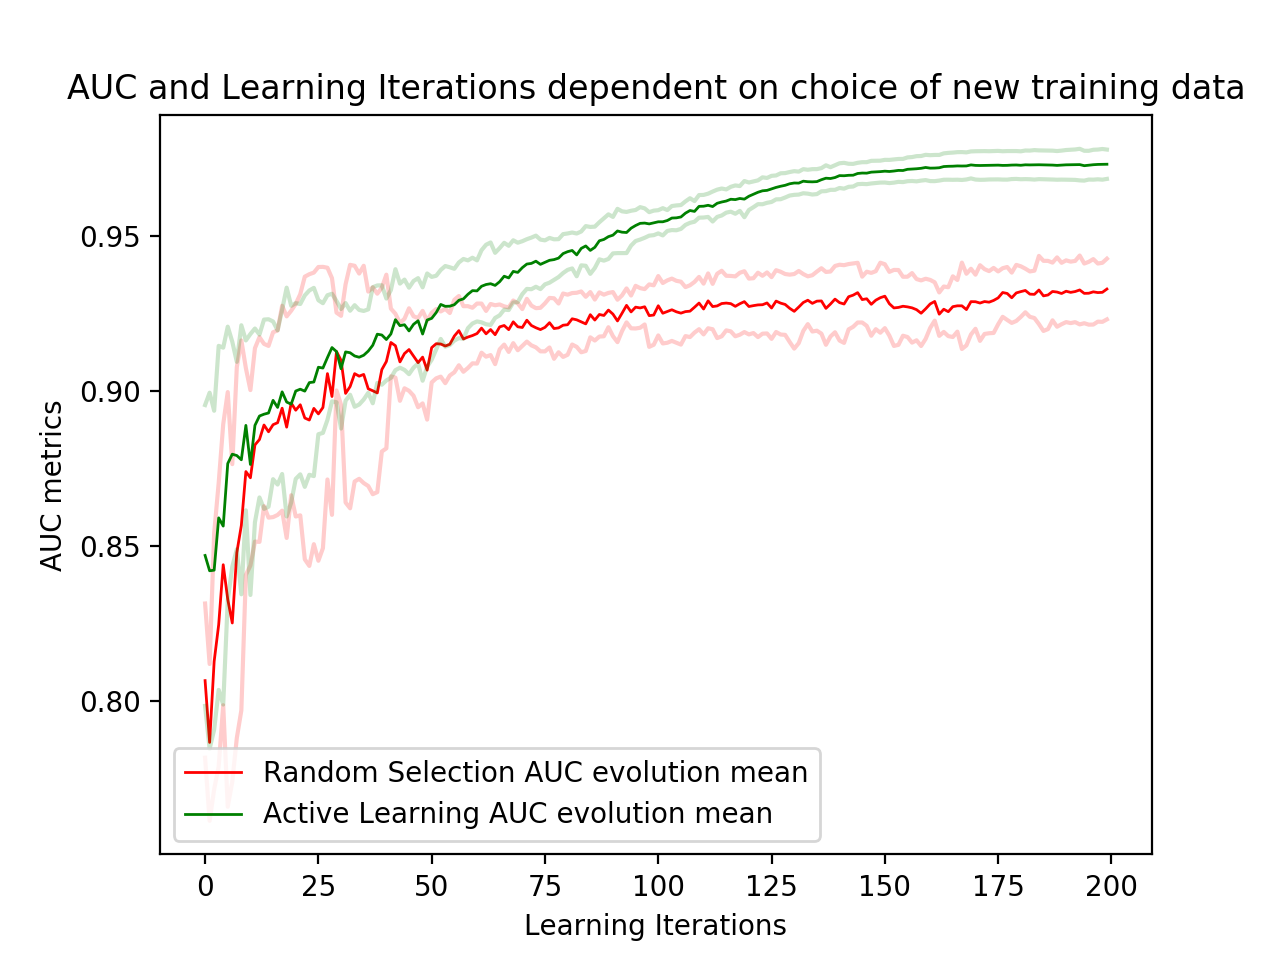 AUC and Learning Iterations dependent on choice of new training data
AUC metrics
0.95
0.90
0.85
0.80
Random Selection AUC evolution mean
Active Learning AUC evolution mean
0 25 50 75 100 125 150 175 200
Learning Iterations